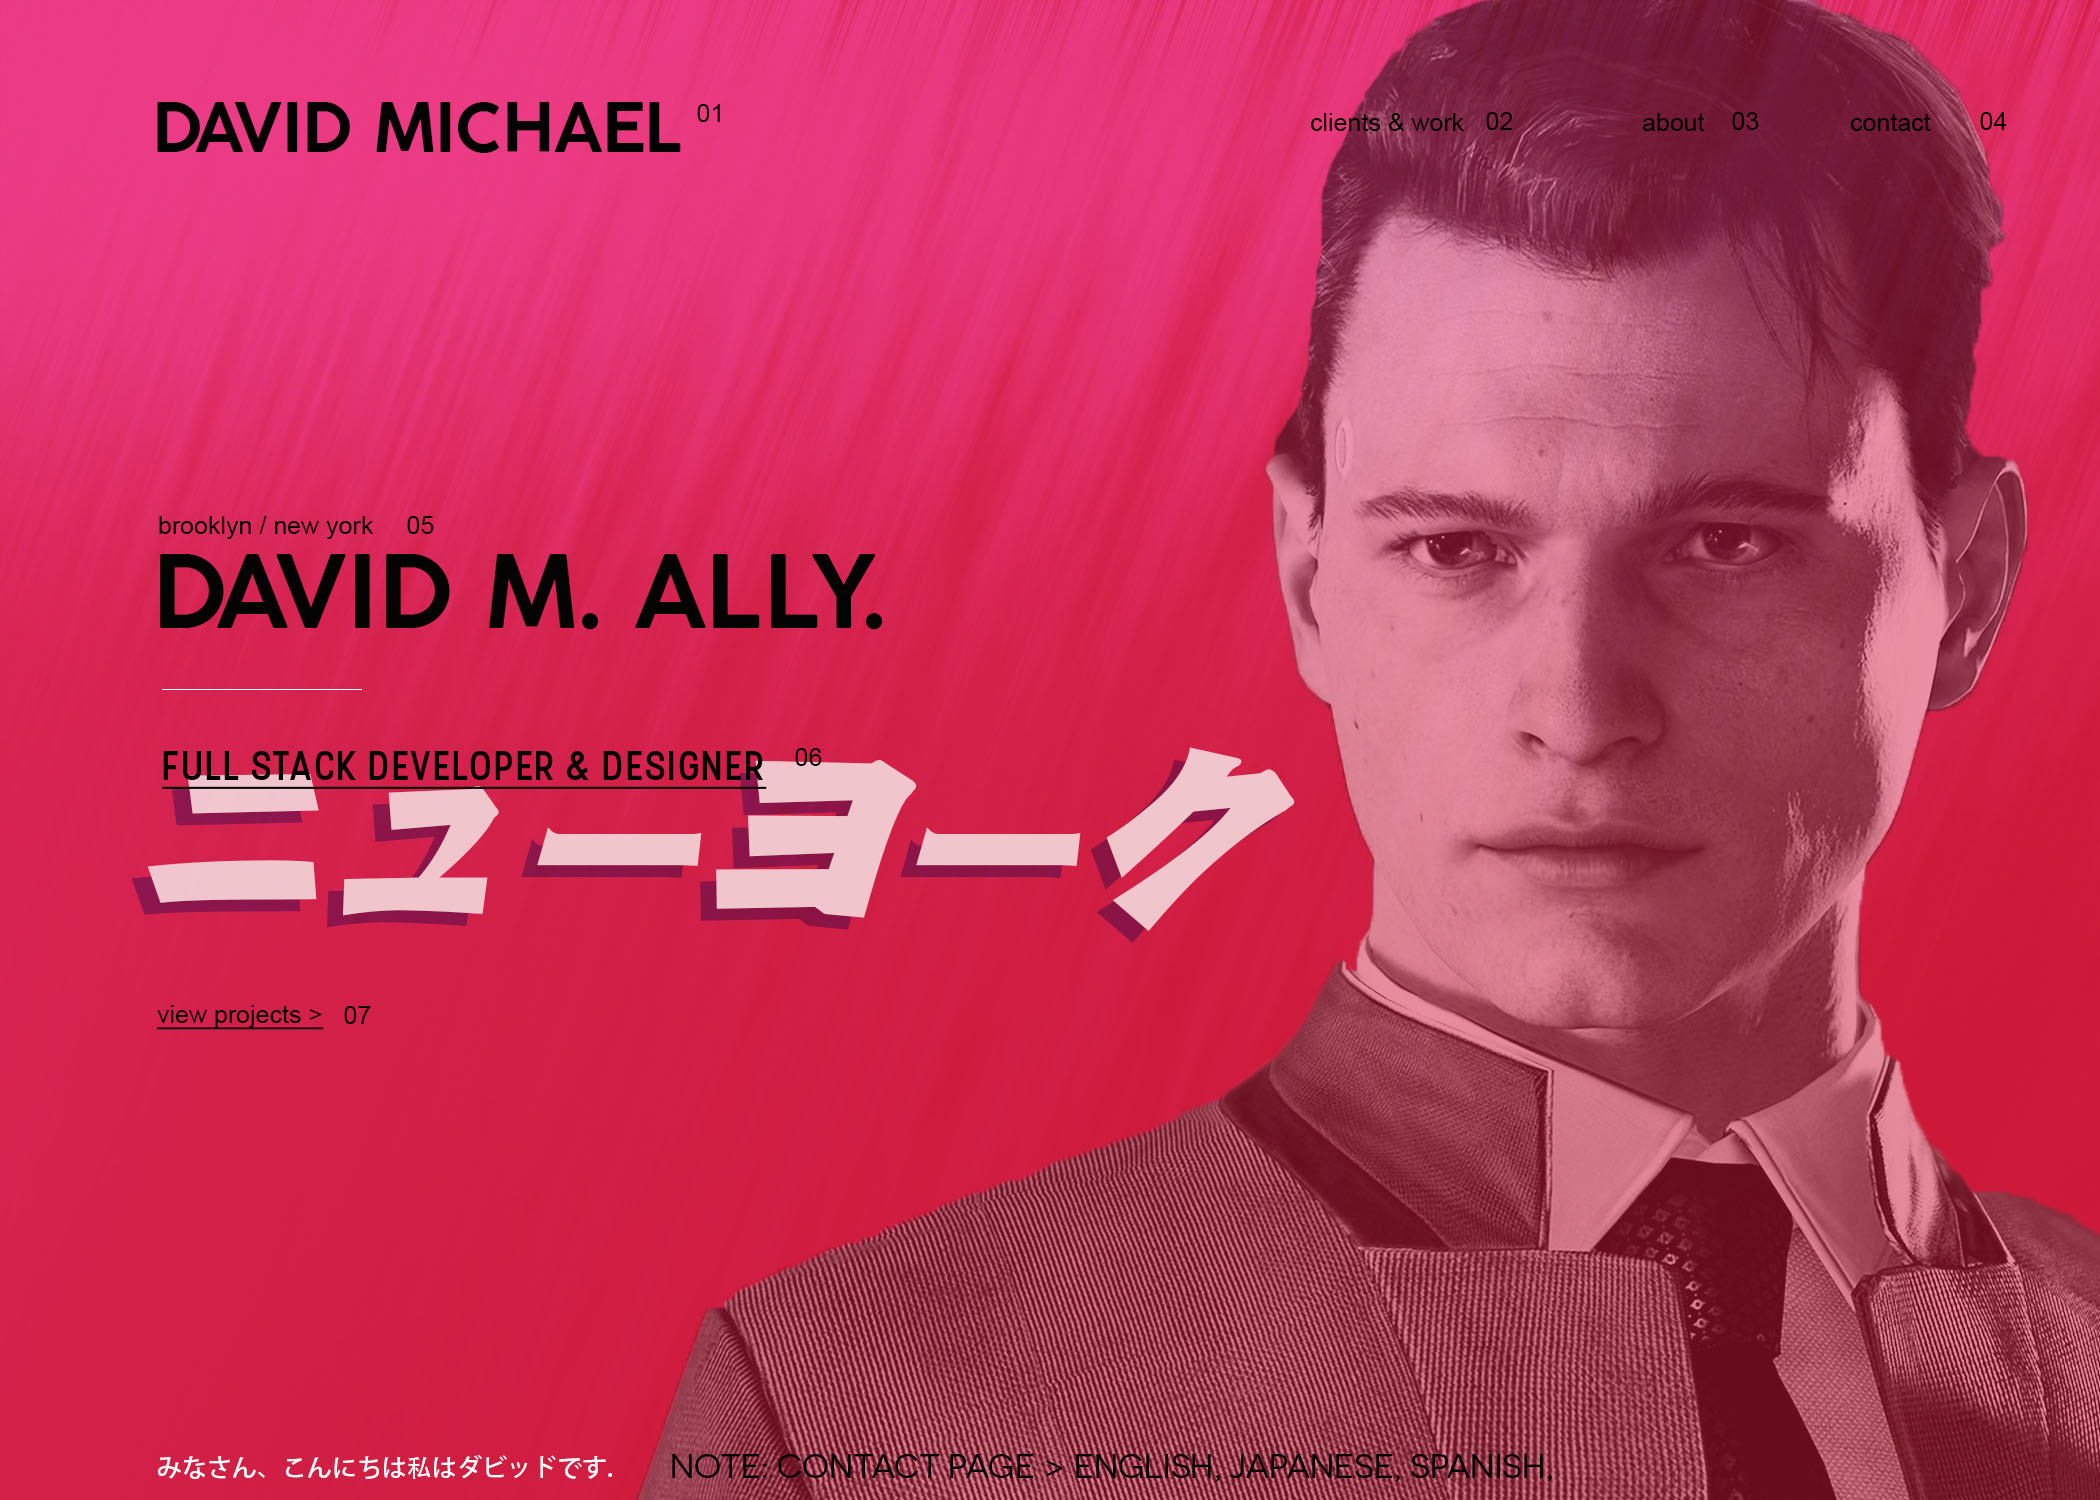 DAVID MICHAEL 01
clients & work 02 about 03 contact 04
brooklyn / new york 05
DAVID M. ALLY.
FULL STACK DEVELOPER & DESIGNER 06
ニューヨーク
view projects > 07
みなさん、こんにちは私はダビッドです.
NOTE: CONTACT PAGE > ENGLISH, JAPANESE, SPANISH,